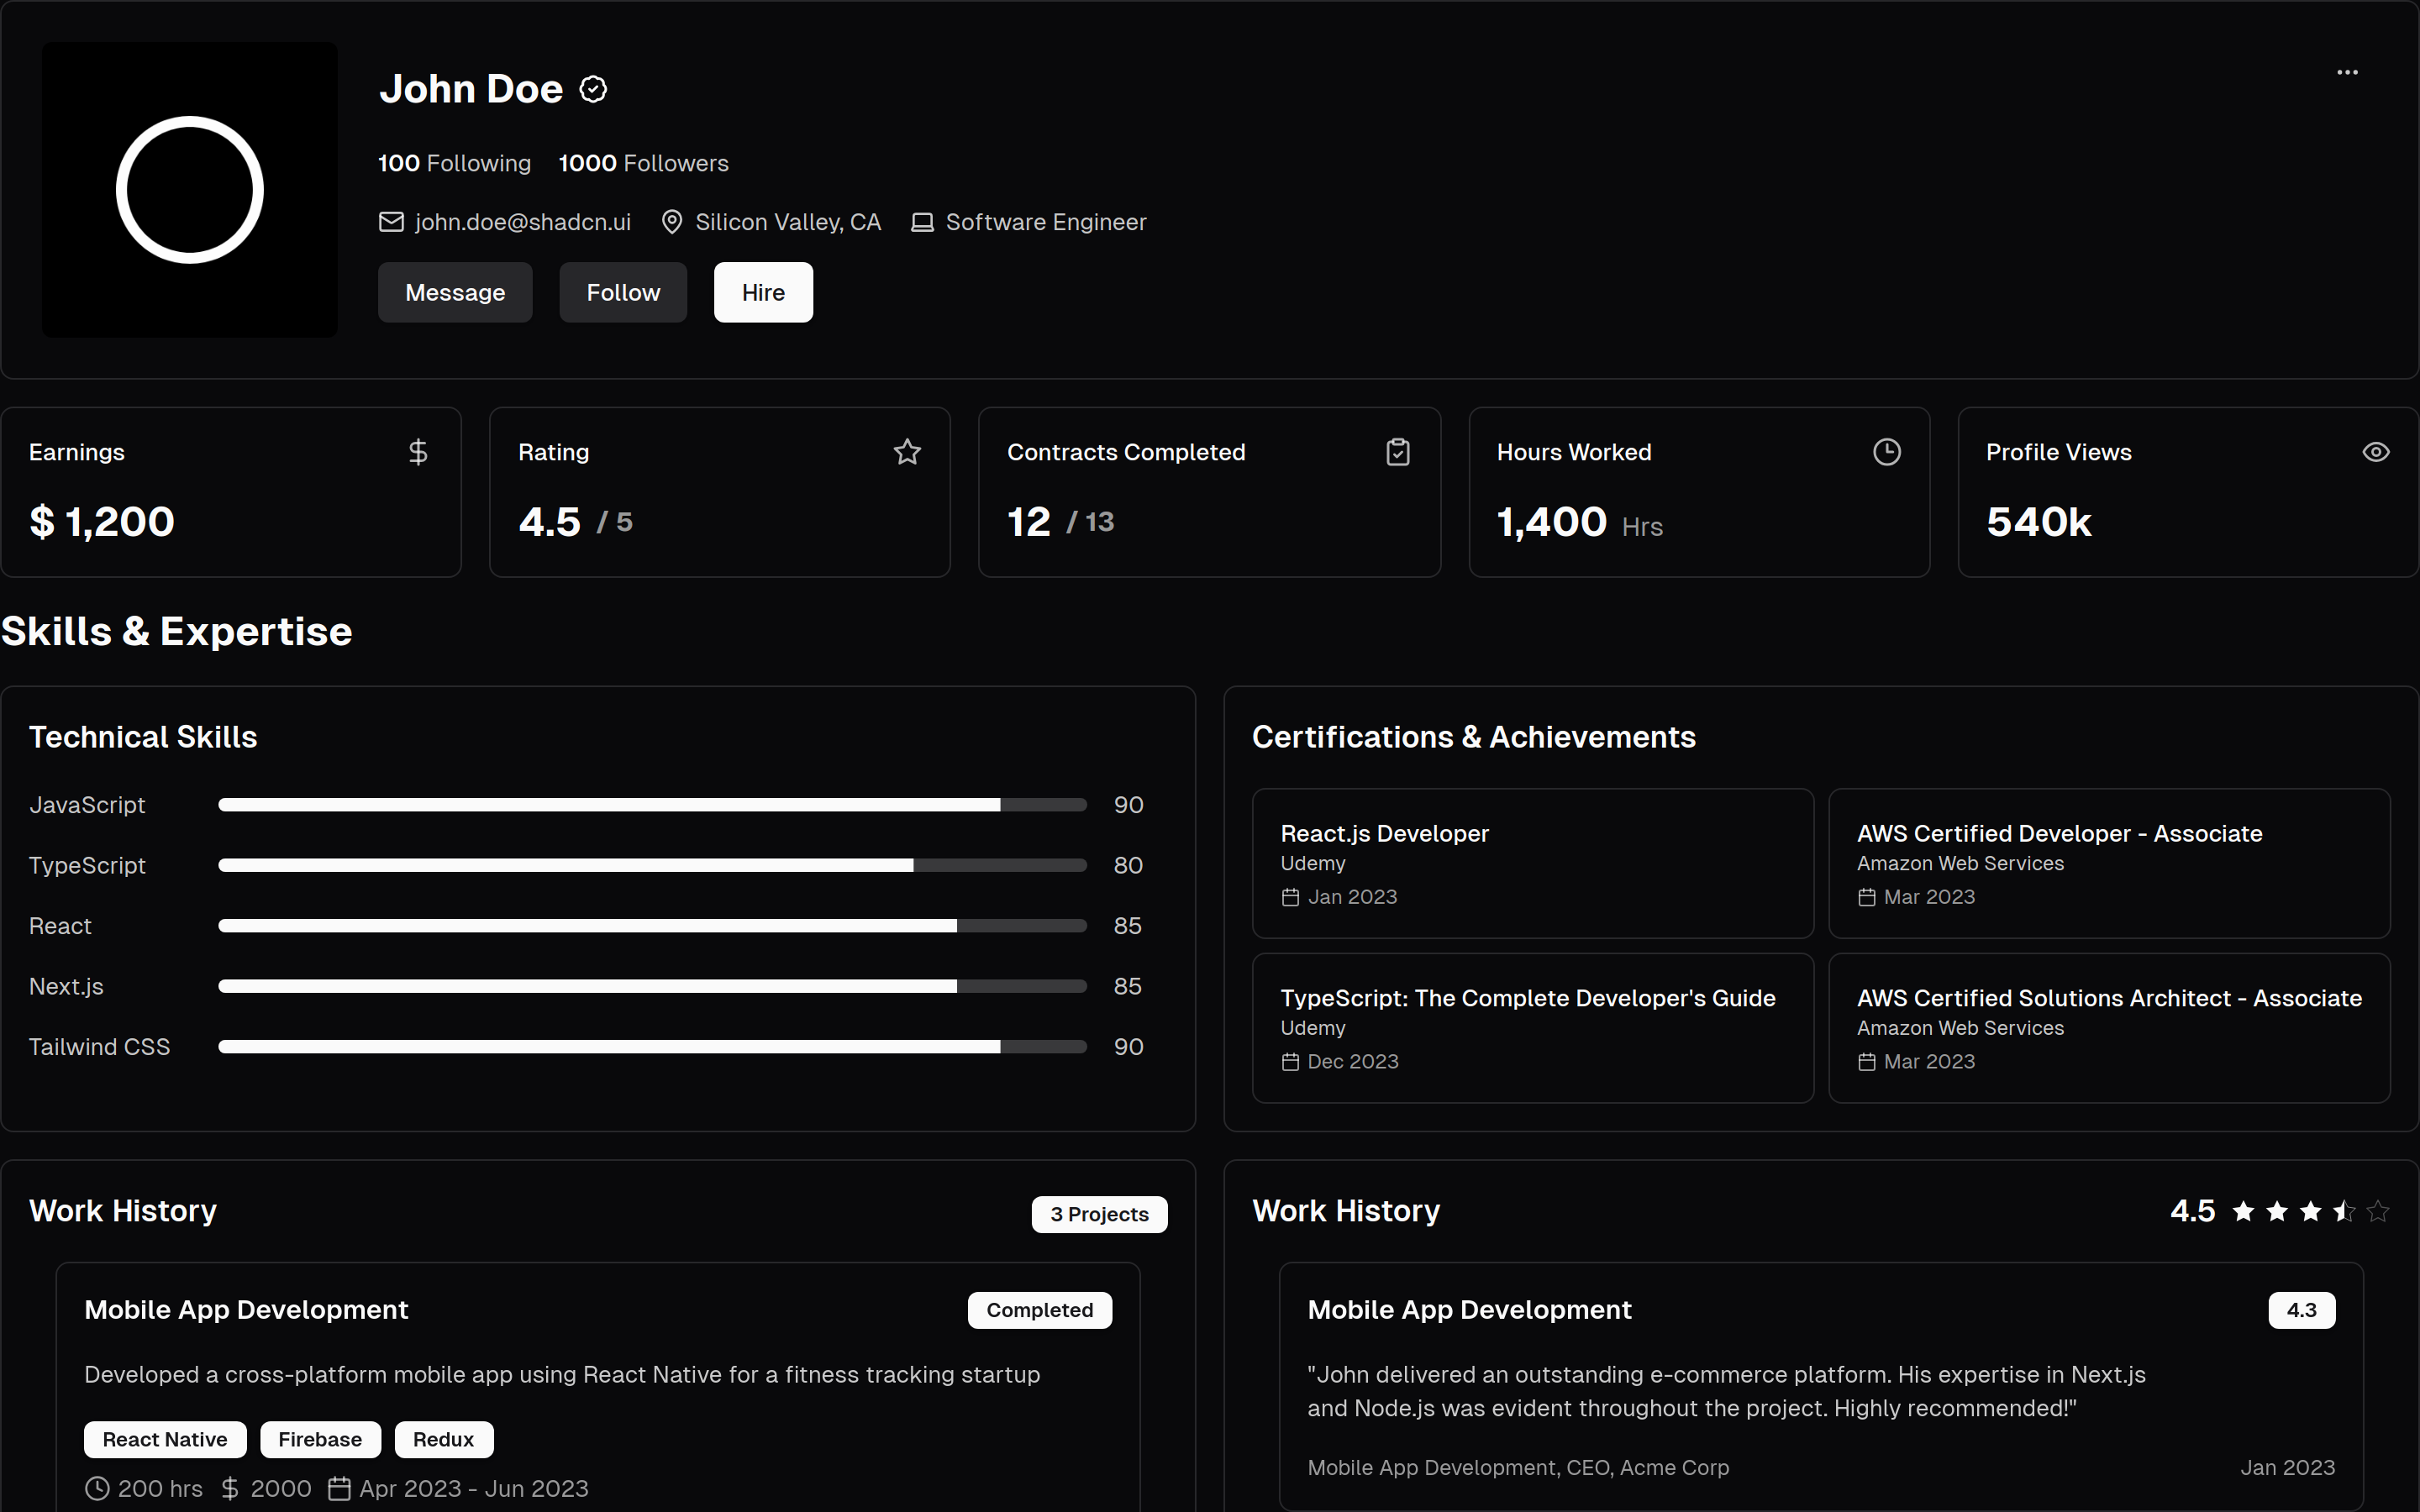 John Doe
100 Following 1000 Followers
john.doe@shadcn.ui Silicon Valley, CA Software Engineer
Message Follow Hire
Earnings
$ 1,200
Rating
4.5 / 5
Contracts Completed
12 / 13
Hours Worked
1,400 Hrs
Profile Views
540k
Skills & Expertise
Technical Skills
JavaScript 90
TypeScript 80
React 85
Next.js 85
Tailwind CSS 90
Certifications & Achievements
React.js Developer
Udemy
Jan 2023
AWS Certified Developer - Associate
Amazon Web Services
Mar 2023
TypeScript: The Complete Developer's Guide
Udemy
Dec 2023
AWS Certified Solutions Architect - Associate
Amazon Web Services
Mar 2023
Work History 3 Projects
Mobile App Development Completed
Developed a cross-platform mobile app using React Native for a fitness tracking startup
React Native Firebase Redux
200 hrs $ 2000 Apr 2023 - Jun 2023
Work History 4.5
Mobile App Development 4.3
"John delivered an outstanding e-commerce platform. His expertise in Next.js
and Node.js was evident throughout the project. Highly recommended!"
Mobile App Development, CEO, Acme Corp Jan 2023